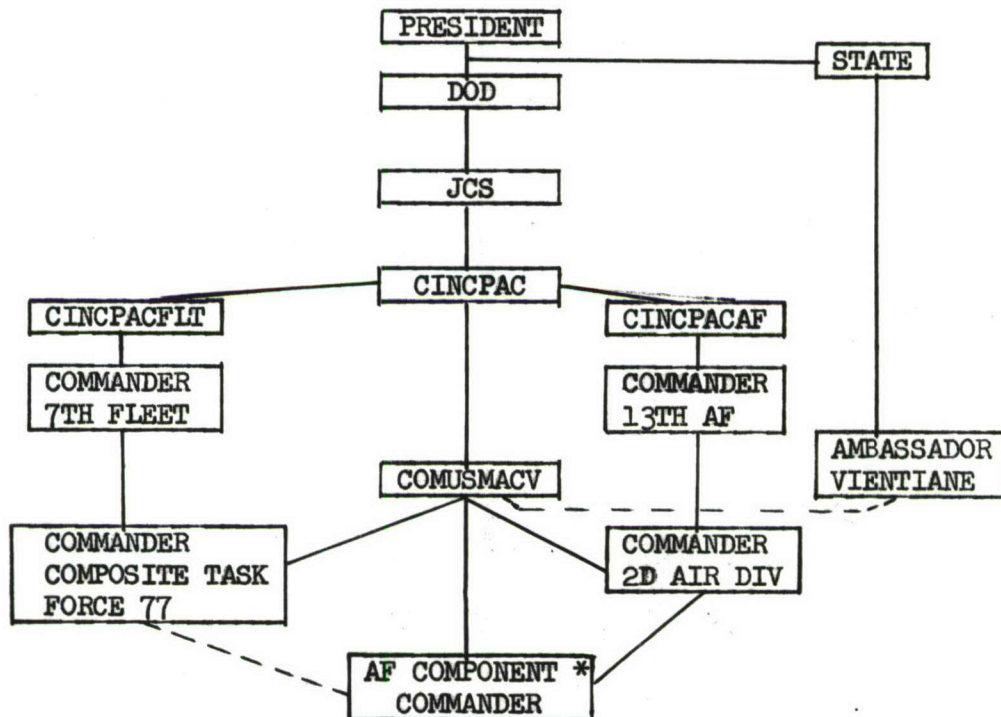 PRESIDENT
STATE
DOD
JCS
CINCPAC
CINCPACFLT
CINCPACAF
COMMANDER
7TH FLEET
COMMANDER
13TH AF
AMBASSADOR
VIENTIANE
COMUSMACV
COMMANDER
COMPOSITE TASK
FORCE 77
COMMANDER
2D AIR DIV
AF COMPONENT *
COMMANDER